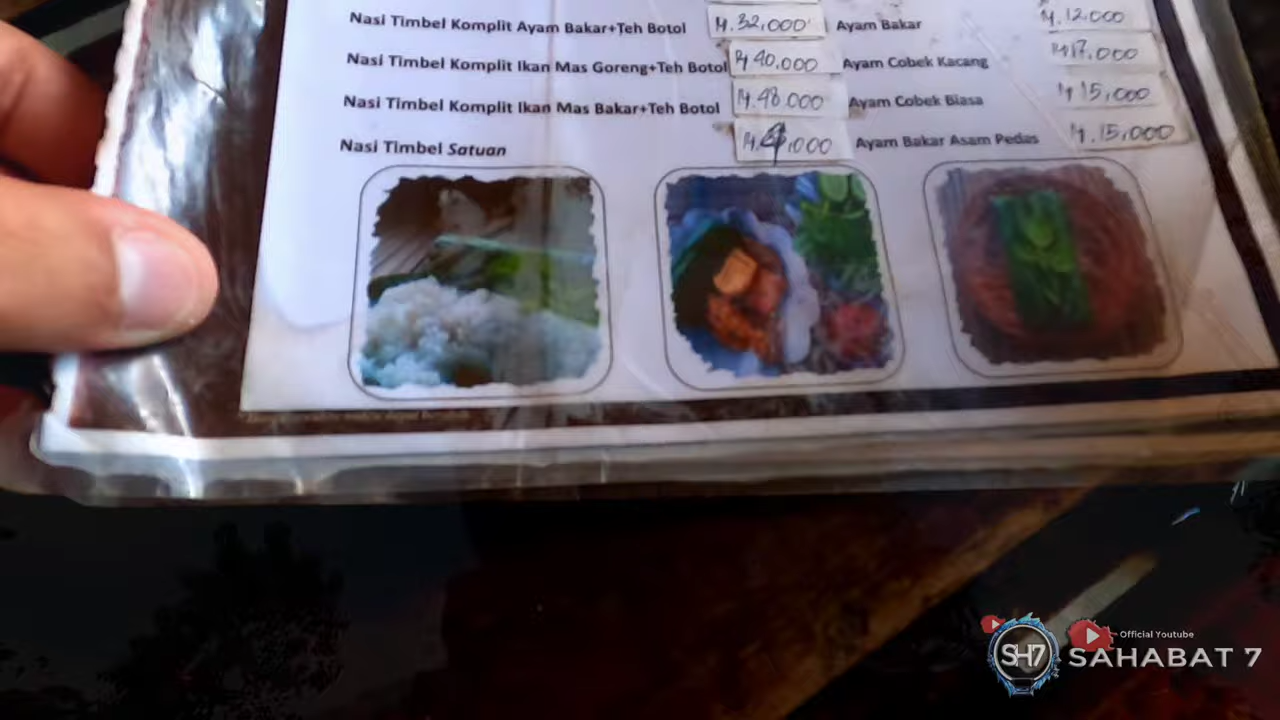 Nasi Timbel Komplit Ayam Bakar+Teh Botol Rp.32,000 Ayam Bakar Rp.12.000
Nasi Timbel Komplit Ikan Mas Goreng+Teh Botol Rp 40,000 Ayam Cobek Kacang Rp 17.000
Nasi Timbel Komplit Ikan Mas Bakar+Teh Botol Rp.48.000 Ayam Cobek Biasa Rp 15,000
Nasi Timbel Satuan Ayam Bakar Asam Pedas Rp.15,000
Official Youtube
SH7 SAHABAT 7